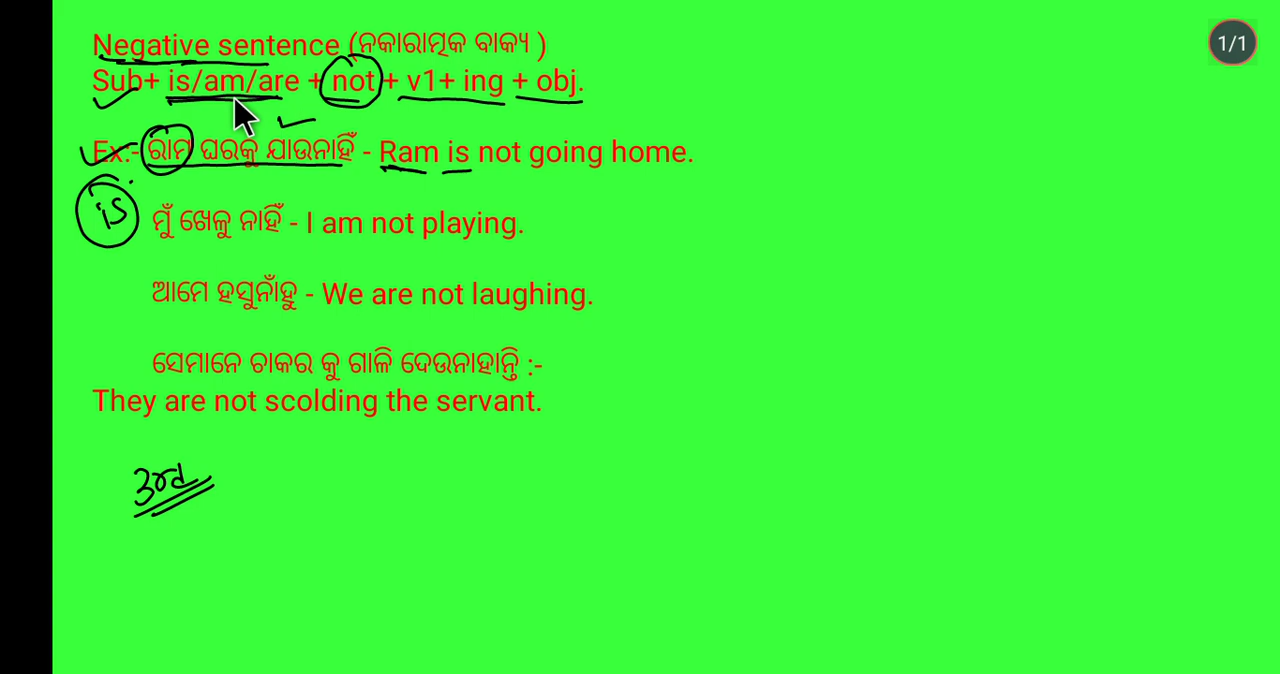 Negative sentence (ନକାରାତ୍ମକ ବାକ୍ୟ )
1/1
Sub+ is/am/are + not + v1+ ing + obj.
Ex:- ରାମ ଘରକୁ ଯାଉନାହିଁ - Ram is not going home.
is
ମୁଁ ଖେଳୁ ନାହିଁ - I am not playing.
ଆମେ ହସୁନାଁହୁ - We are not laughing.
ସେମାନେ ଚାକର କୁ ଗାଳି ଦେଉନାହାନ୍ତି :-
They are not scolding the servant.
3rd